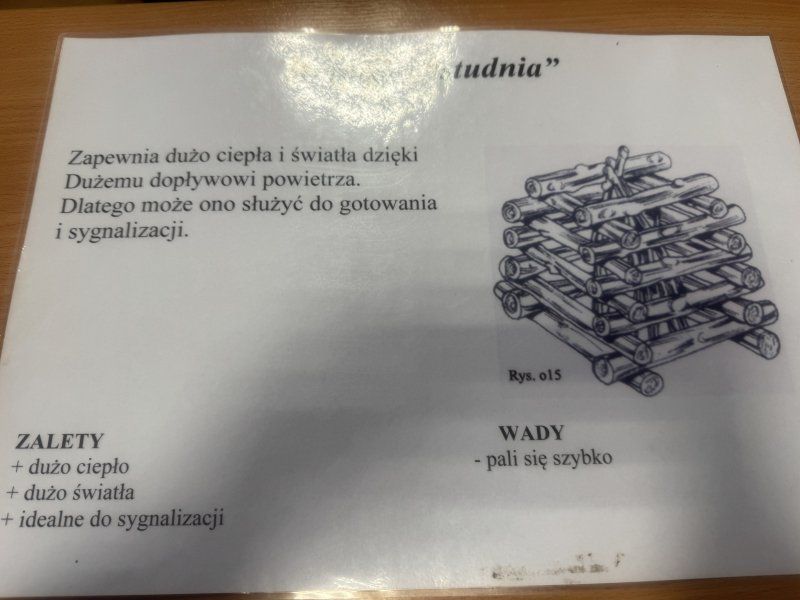 tudnia”
Zapewnia dużo ciepła i światła dzięki
Dużemu dopływowi powietrza.
Dlatego może ono służyć do gotowania
i sygnalizacji.
Rys. o15
ZALETY
+ dużo ciepło
+ dużo światła
+ idealne do sygnalizacji
WADY
- pali się szybko